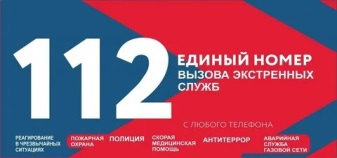 112
ЕДИНЫЙ НОМЕР
ВЫЗОВА ЭКСТРЕННЫХ
СЛУЖБ
С ЛЮБОГО ТЕЛЕФОНА
РЕАГИРОВАНИЕ
В ЧРЕЗВЫЧАЙНЫХ
СИТУАЦИЯХ
ПОЖАРНАЯ
ОХРАНА
ПОЛИЦИЯ
СКОРАЯ
МЕДИЦИНСКАЯ
ПОМОЩЬ
АНТИТЕРРОР
АВАРИЙНАЯ
СЛУЖБА
ГАЗОВОЙ СЕТИ